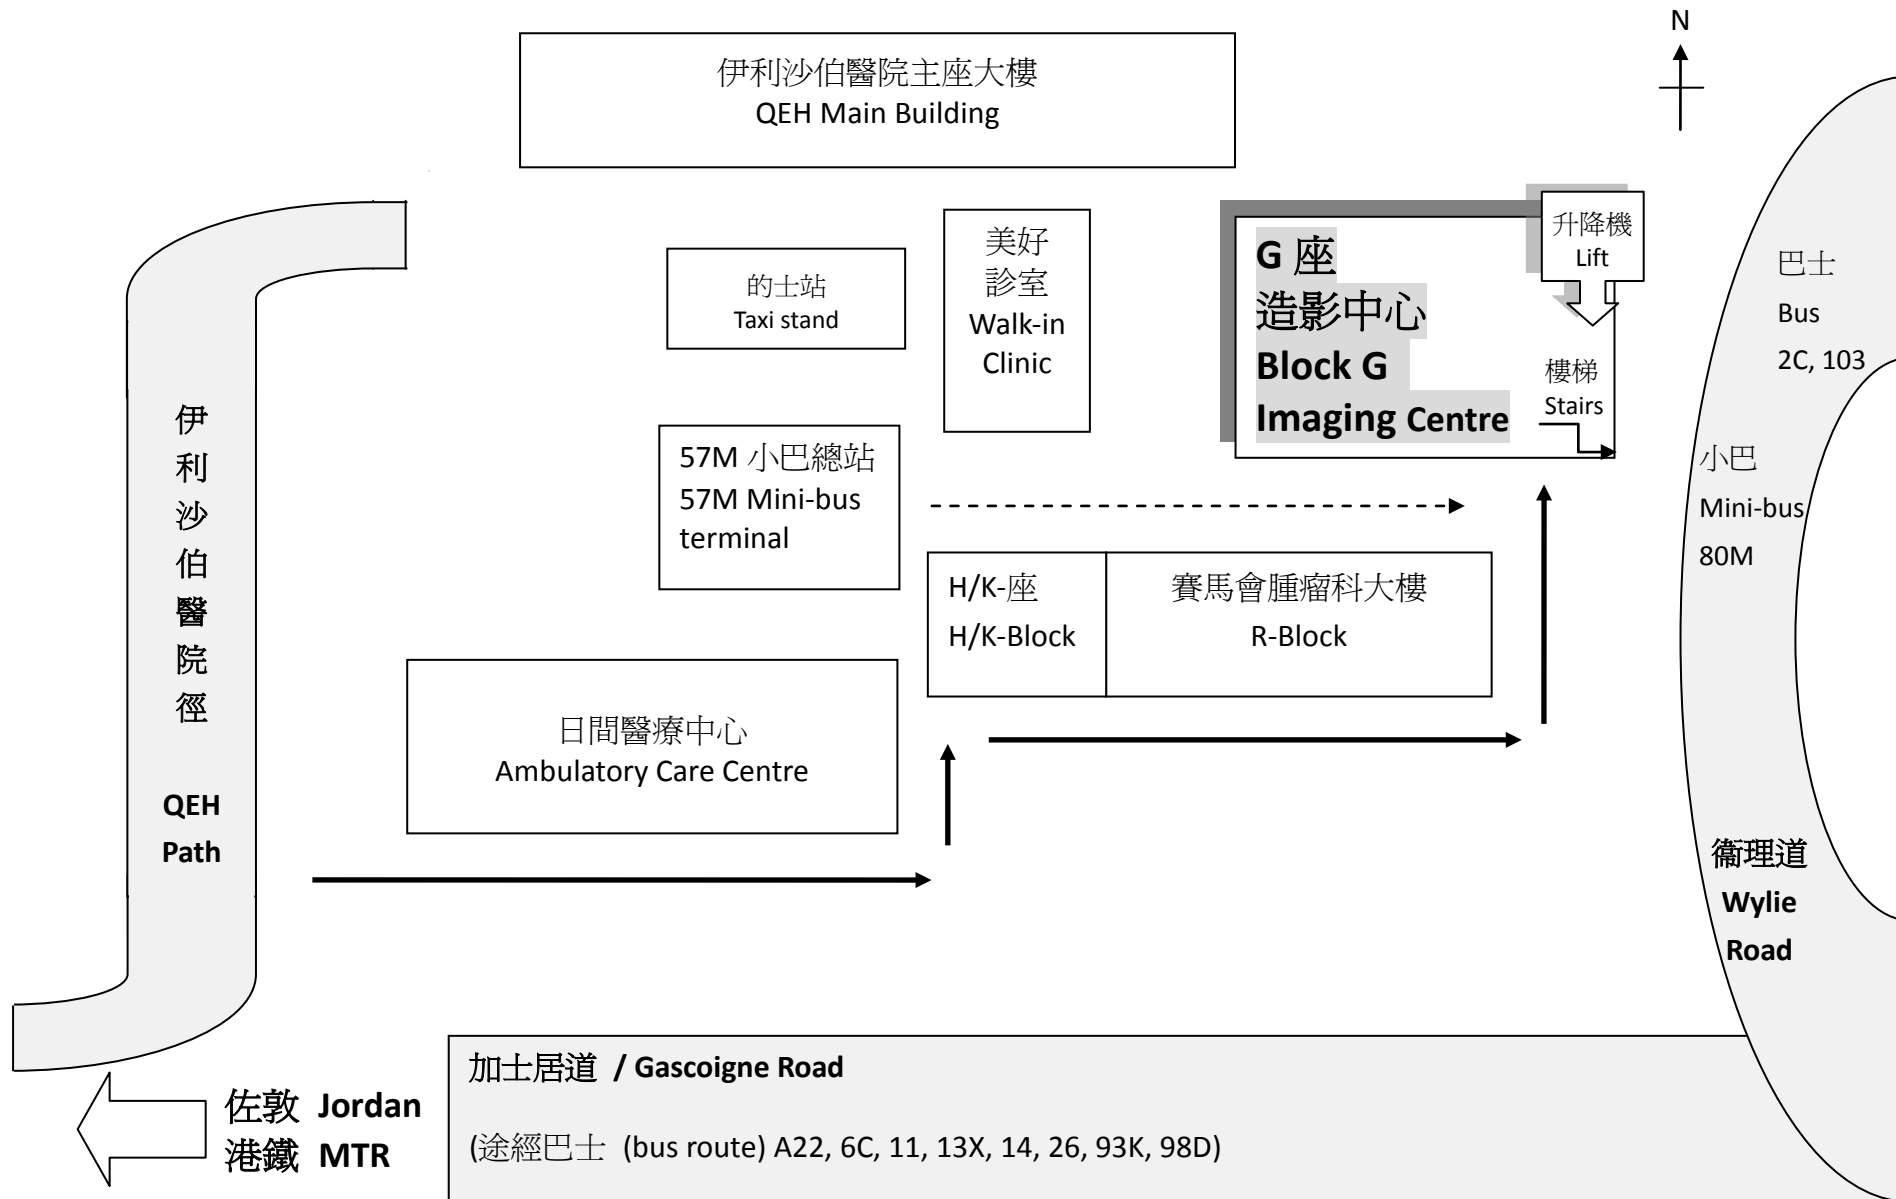 N
伊利沙伯醫院主座大樓
QEH Main Building
的士站
Taxi stand
美好
診室
Walk-in
Clinic
G 座
造影中心
Block G
Imaging Centre
升降機
Lift
樓梯
Stairs
巴士
Bus
2C, 103
小巴
Mini-bus
80M
57M 小巴總站
57M Mini-bus
terminal
H/K-座
H/K-Block
賽馬會腫瘤科大樓
R-Block
伊
利
沙
伯
醫
院
徑
QEH
Path
日間醫療中心
Ambulatory Care Centre
衞理道
Wylie
Road
加士居道 / Gascoigne Road
(途經巴士 (bus route) A22, 6C, 11, 13X, 14, 26, 93K, 98D)
佐敦 Jordan
港鐵 MTR